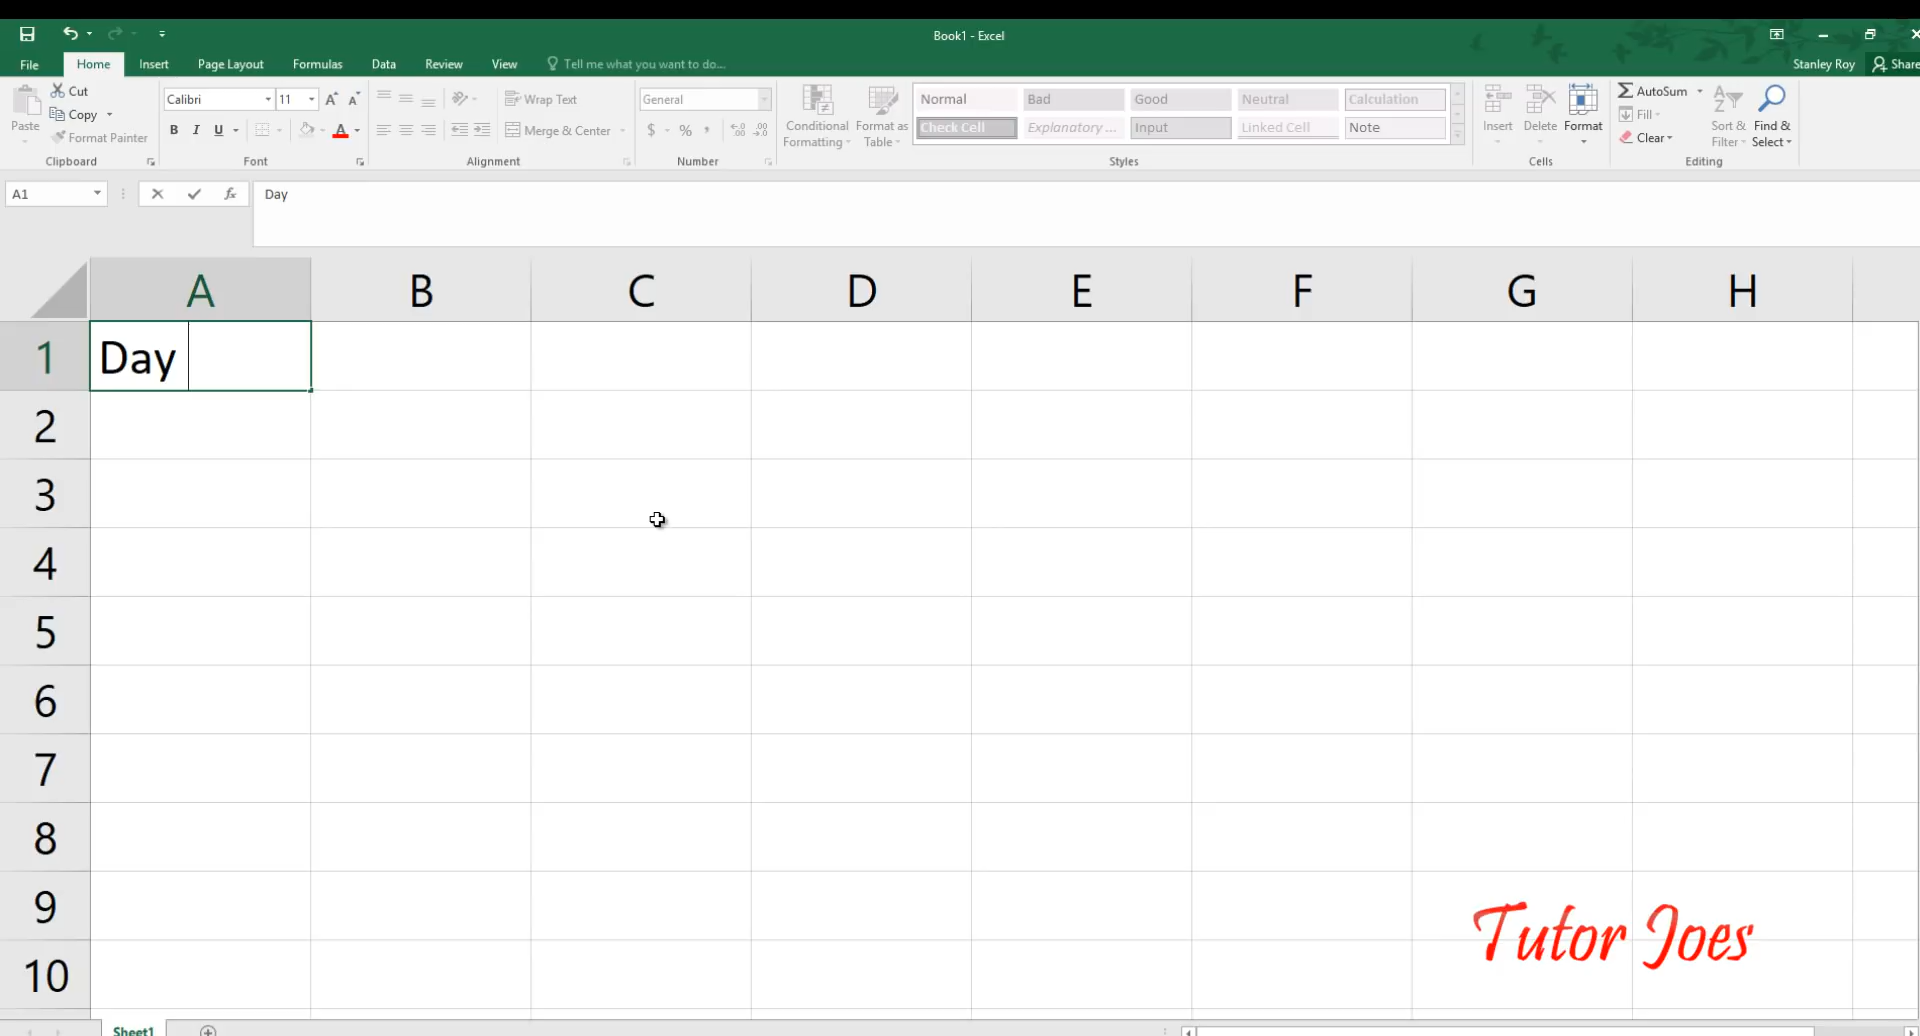 Book1 - Excel
File Home Insert Page Layout Formulas Data Review View Tell me what you want to do... Stanley Roy Share
Paste
Cut
Copy
Format Painter
Clipboard
Calibri 11 A A
B I U A
Font
Wrap Text
Merge & Center
Alignment
General
$ % , .0 .00
Number
Conditional Formatting
Format as Table
Normal Bad Good Neutral Calculation
Check Cell Explanatory ... Input Linked Cell Note
Styles
Insert Delete Format
Cells
AutoSum
Fill
Clear
Sort & Filter
Find & Select
Editing
A1 fx Day
A B C D E F G H
1 Day
2
3
4
5
6
7
8
9
10
Tutor Joes
Sheet1